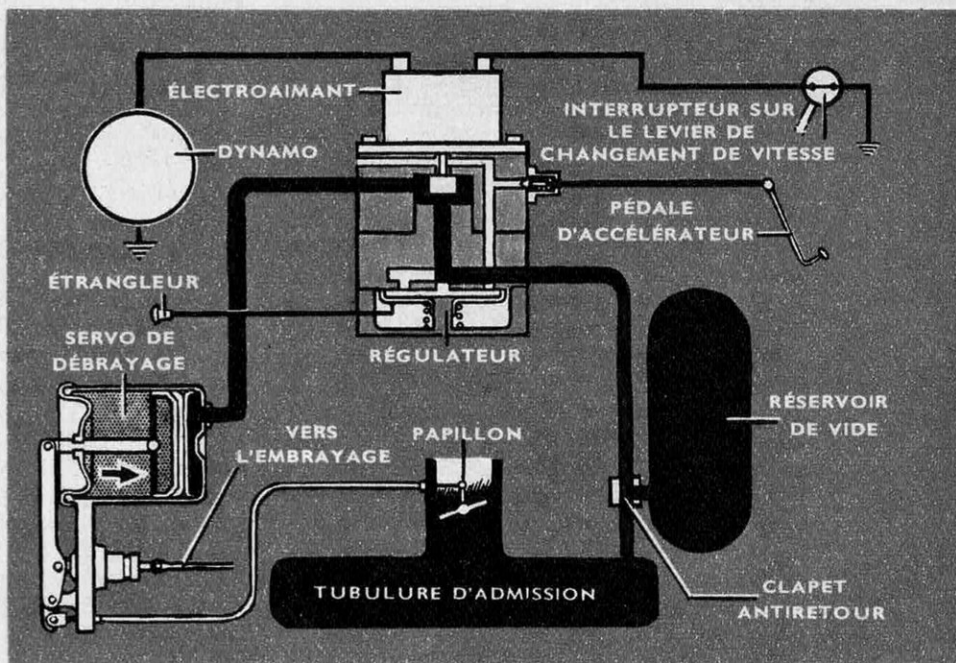 ÉLECTROAIMANT
INTERRUPTEUR SUR
LE LEVIER DE
CHANGEMENT DE VITESSE
DYNAMO
PÉDALE
D'ACCÉLÉRATEUR
ÉTRANGLEUR
SERVO DE
DÉBRAYAGE
RÉGULATEUR
RÉSERVOIR
DE VIDE
VERS
L'EMBRAYAGE
PAPILLON
TUBULURE D'ADMISSION
CLAPET
ANTIRETOUR